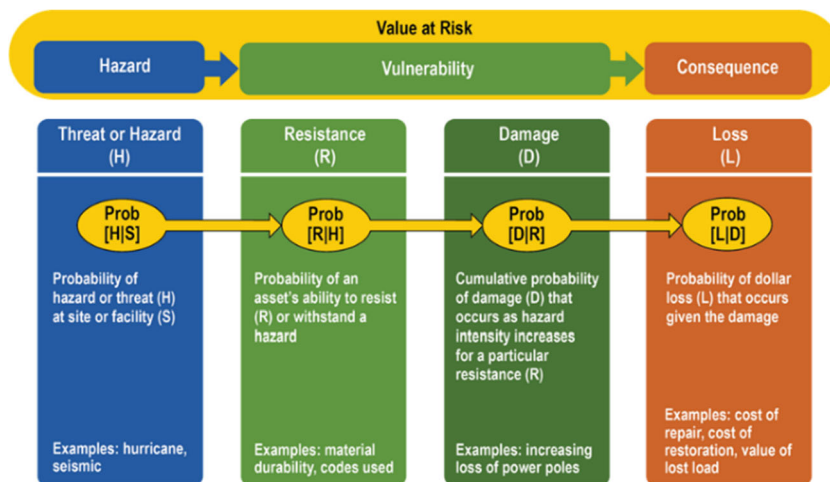 Value at Risk
Hazard
Vulnerability
Consequence
Threat or Hazard
(H)
Prob
[H|S]
Probability of
hazard or threat (H)
at site or facility (S)
Examples: hurricane,
seismic
Resistance
(R)
Prob
[R|H]
Probability of an
asset's ability to resist
(R) or withstand a
hazard
Examples: material
durability, codes used
Damage
(D)
Prob
[D|R]
Cumulative probability
of damage (D) that
occurs as hazard
intensity increases
for a particular
resistance (R)
Examples: increasing
loss of power poles
Loss
(L)
Prob
[L|D]
Probability of dollar
loss (L) that occurs
given the damage
Examples: cost of
repair, cost of
restoration, value of
lost load